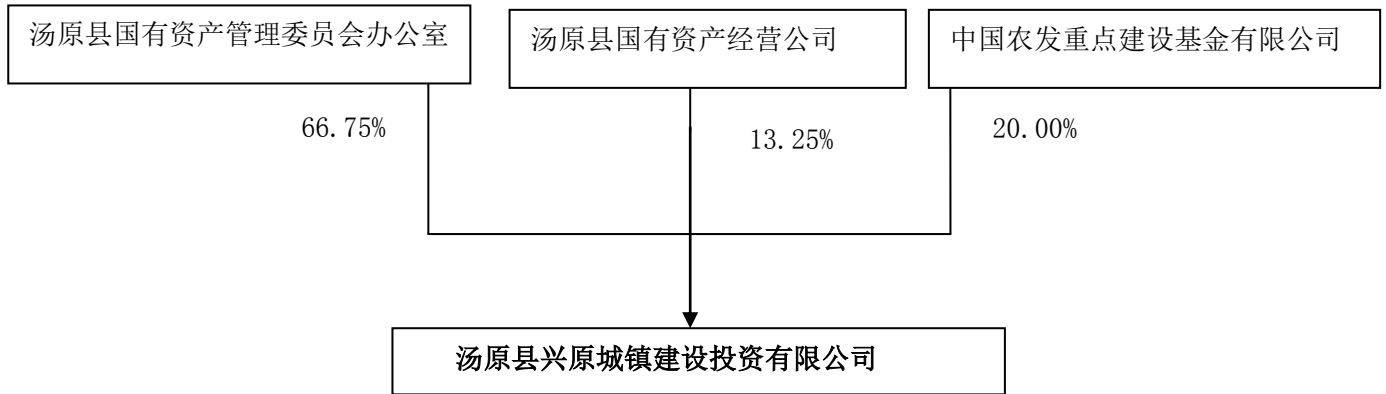 汤原县国有资产管理委员会办公室
汤原县国有资产经营公司
中国农发重点建设基金有限公司
66.75%
13.25%
20.00%
汤原县兴原城镇建设投资有限公司